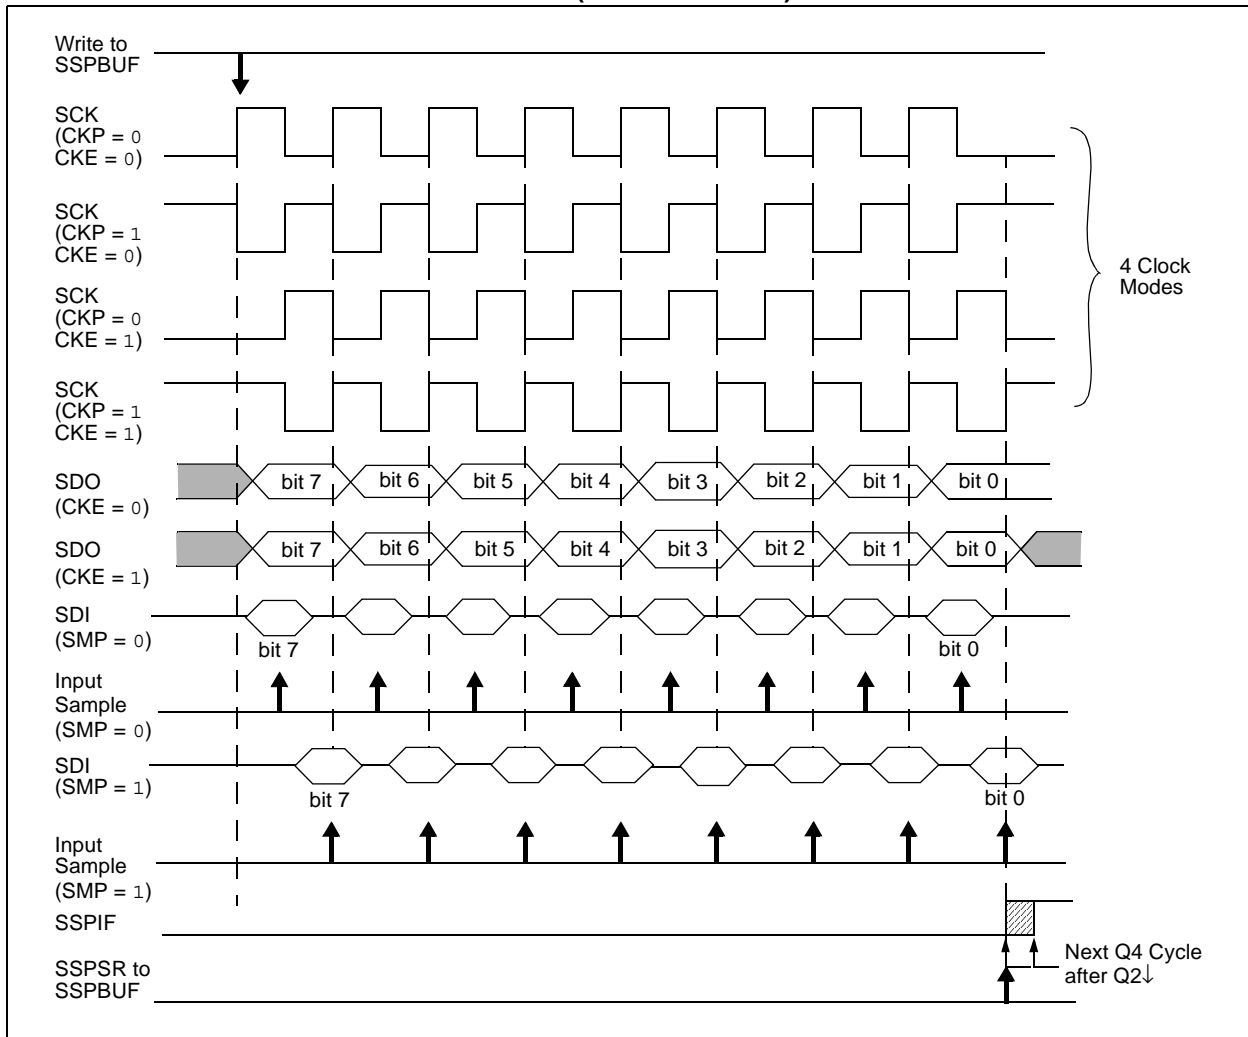 Write to
SSPBUF
SCK
(CKP = 0
CKE = 0)
SCK
(CKP = 1
CKE = 0)
SCK
(CKP = 0
CKE = 1)
SCK
(CKP = 1
CKE = 1)
4 Clock
Modes
SDO
(CKE = 0)
bit 7 bit 6 bit 5 bit 4 bit 3 bit 2 bit 1 bit 0
SDO
(CKE = 1)
bit 7 bit 6 bit 5 bit 4 bit 3 bit 2 bit 1 bit 0
SDI
(SMP = 0)
bit 7 bit 0
Input
Sample
(SMP = 0)
SDI
(SMP = 1)
bit 7 bit 0
Input
Sample
(SMP = 1)
SSPIF
SSPSR to
SSPBUF
Next Q4 Cycle
after Q2↓